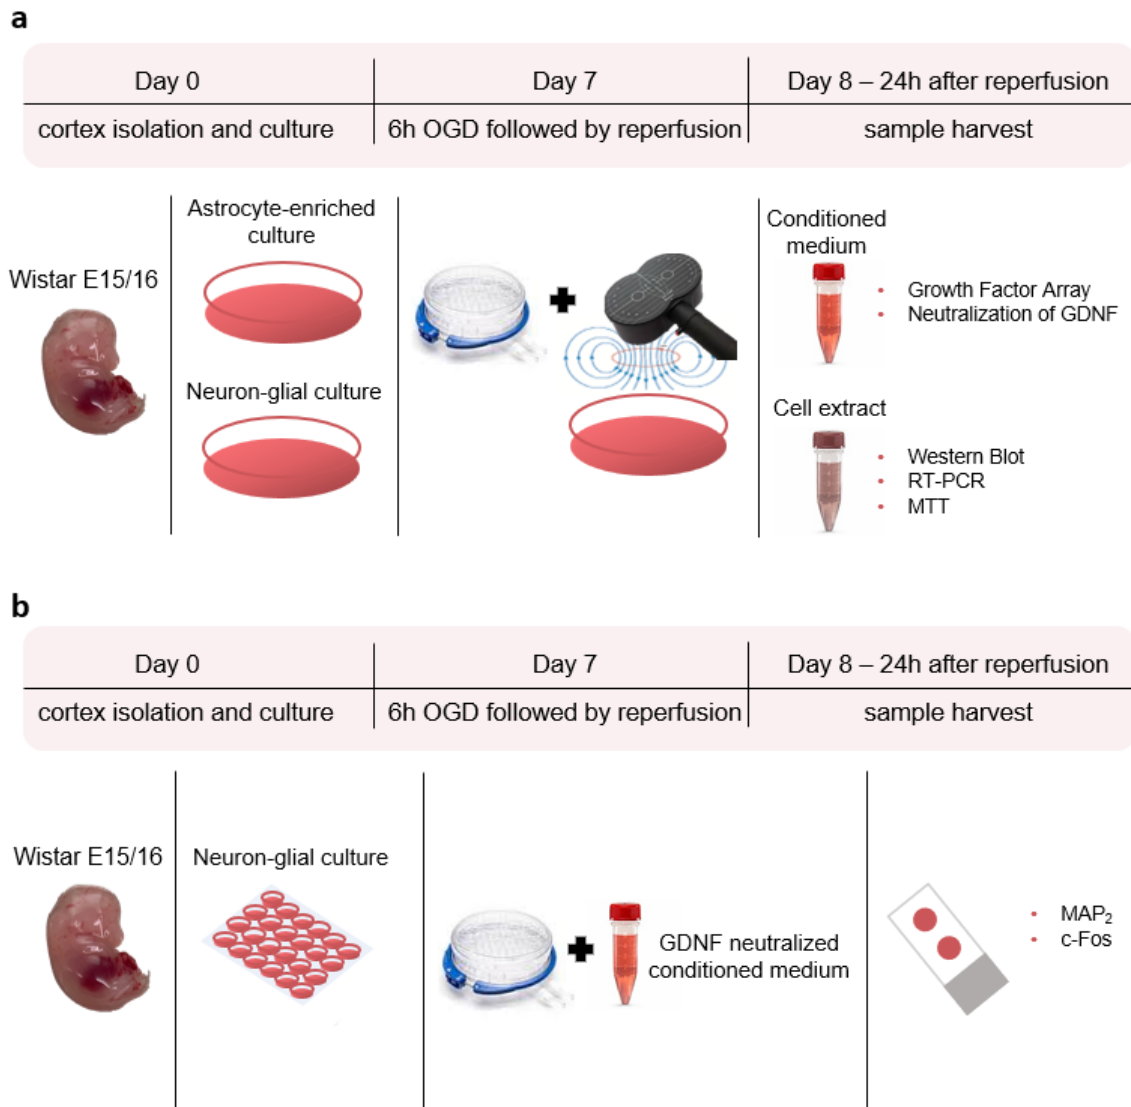 a
Day 0
Day 7
Day 8 – 24h after reperfusion
cortex isolation and culture
6h OGD followed by reperfusion
sample harvest
Wistar E15/16
Astrocyte-enriched
culture
Neuron-glial culture
Conditioned
medium
• Growth Factor Array
• Neutralization of GDNF
Cell extract
• Western Blot
• RT-PCR
• MTT
b
Day 0
Day 7
Day 8 – 24h after reperfusion
cortex isolation and culture
6h OGD followed by reperfusion
sample harvest
Wistar E15/16
Neuron-glial culture
GDNF neutralized
conditioned medium
• MAP₂
• c-Fos